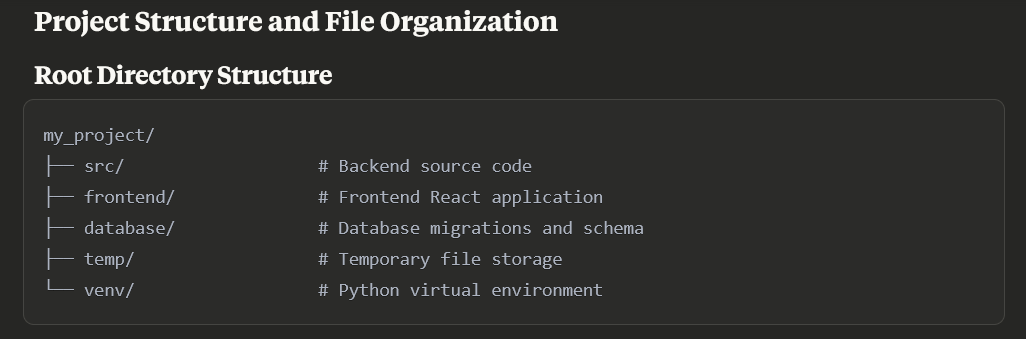 Project Structure and File Organization
Root Directory Structure
my_project/
├── src/                   # Backend source code
├── frontend/              # Frontend React application
├── database/              # Database migrations and schema
├── temp/                  # Temporary file storage
└── venv/                  # Python virtual environment